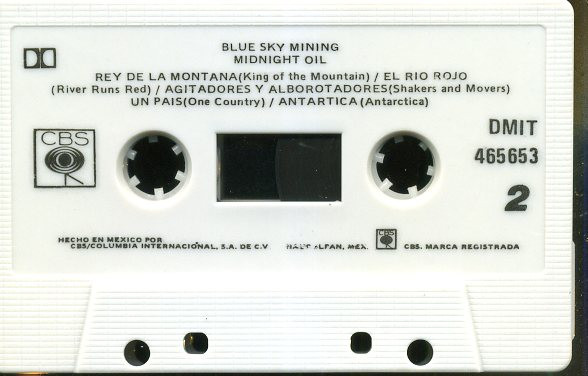 BLUE SKY MINING
MIDNIGHT OIL
REY DE LA MONTANA(King of the Mountain) / EL RIO ROJO
(River Runs Red) / AGITADORES Y ALBOROTADORES(Shakers and Movers)
UN PAIS(One Country) / ANTARTICA(Antarctica)
CBS
DMIT
465653
2
HECHO EN MEXICO POR
CBS/COLUMBIA INTERNACIONAL, S.A. DE C.V
MEX.
CBS
CBS. MARCA REGISTRADA